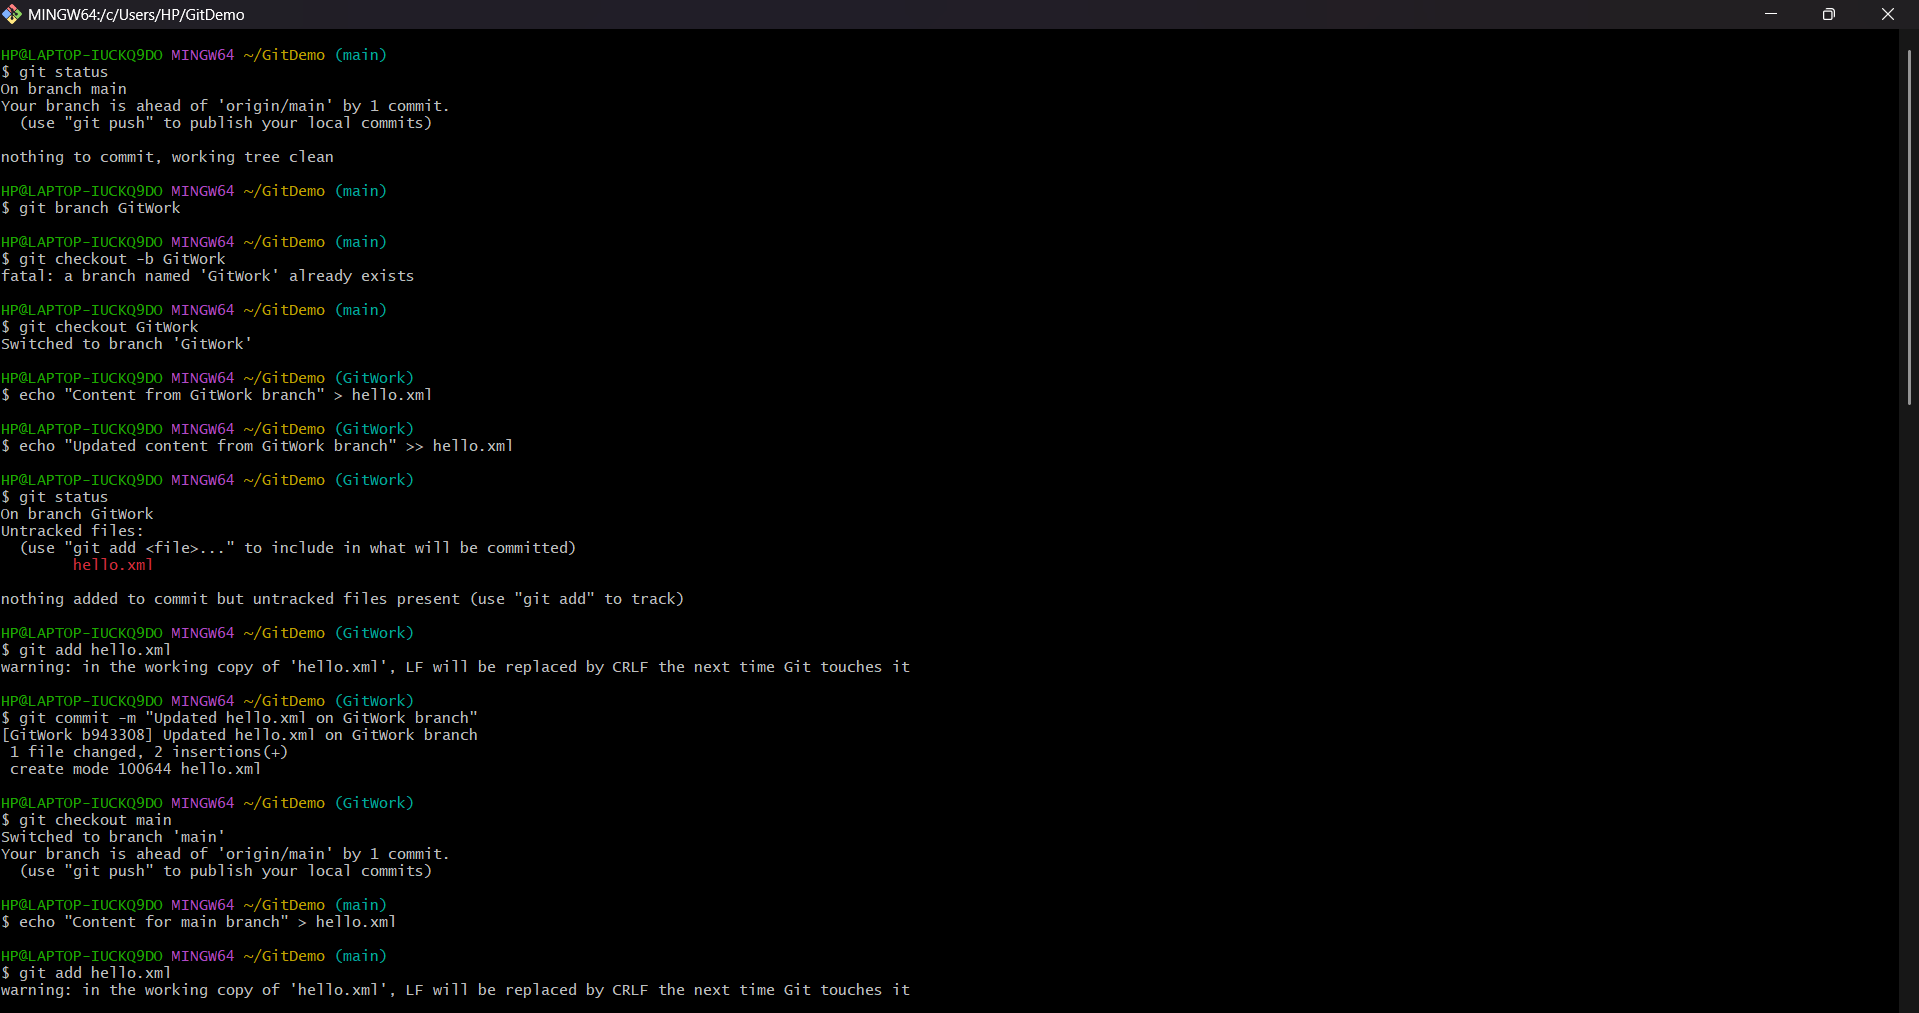 MINGW64:/c/Users/HP/GitDemo
HP@LAPTOP-IUCKQ9DO MINGW64 ~/GitDemo (main)
$ git status
On branch main
Your branch is ahead of 'origin/main' by 1 commit.
  (use "git push" to publish your local commits)
nothing to commit, working tree clean
HP@LAPTOP-IUCKQ9DO MINGW64 ~/GitDemo (main)
$ git branch GitWork
HP@LAPTOP-IUCKQ9DO MINGW64 ~/GitDemo (main)
$ git checkout -b GitWork
fatal: a branch named 'GitWork' already exists
HP@LAPTOP-IUCKQ9DO MINGW64 ~/GitDemo (main)
$ git checkout GitWork
Switched to branch 'GitWork'
HP@LAPTOP-IUCKQ9DO MINGW64 ~/GitDemo (GitWork)
$ echo "Content from GitWork branch" > hello.xml
HP@LAPTOP-IUCKQ9DO MINGW64 ~/GitDemo (GitWork)
$ echo "Updated content from GitWork branch" >> hello.xml
HP@LAPTOP-IUCKQ9DO MINGW64 ~/GitDemo (GitWork)
$ git status
On branch GitWork
Untracked files:
  (use "git add <file>..." to include in what will be committed)
        hello.xml
nothing added to commit but untracked files present (use "git add" to track)
HP@LAPTOP-IUCKQ9DO MINGW64 ~/GitDemo (GitWork)
$ git add hello.xml
warning: in the working copy of 'hello.xml', LF will be replaced by CRLF the next time Git touches it
HP@LAPTOP-IUCKQ9DO MINGW64 ~/GitDemo (GitWork)
$ git commit -m "Updated hello.xml on GitWork branch"
[GitWork b943308] Updated hello.xml on GitWork branch
 1 file changed, 2 insertions(+)
 create mode 100644 hello.xml
HP@LAPTOP-IUCKQ9DO MINGW64 ~/GitDemo (GitWork)
$ git checkout main
Switched to branch 'main'
Your branch is ahead of 'origin/main' by 1 commit.
  (use "git push" to publish your local commits)
HP@LAPTOP-IUCKQ9DO MINGW64 ~/GitDemo (main)
$ echo "Content for main branch" > hello.xml
HP@LAPTOP-IUCKQ9DO MINGW64 ~/GitDemo (main)
$ git add hello.xml
warning: in the working copy of 'hello.xml', LF will be replaced by CRLF the next time Git touches it